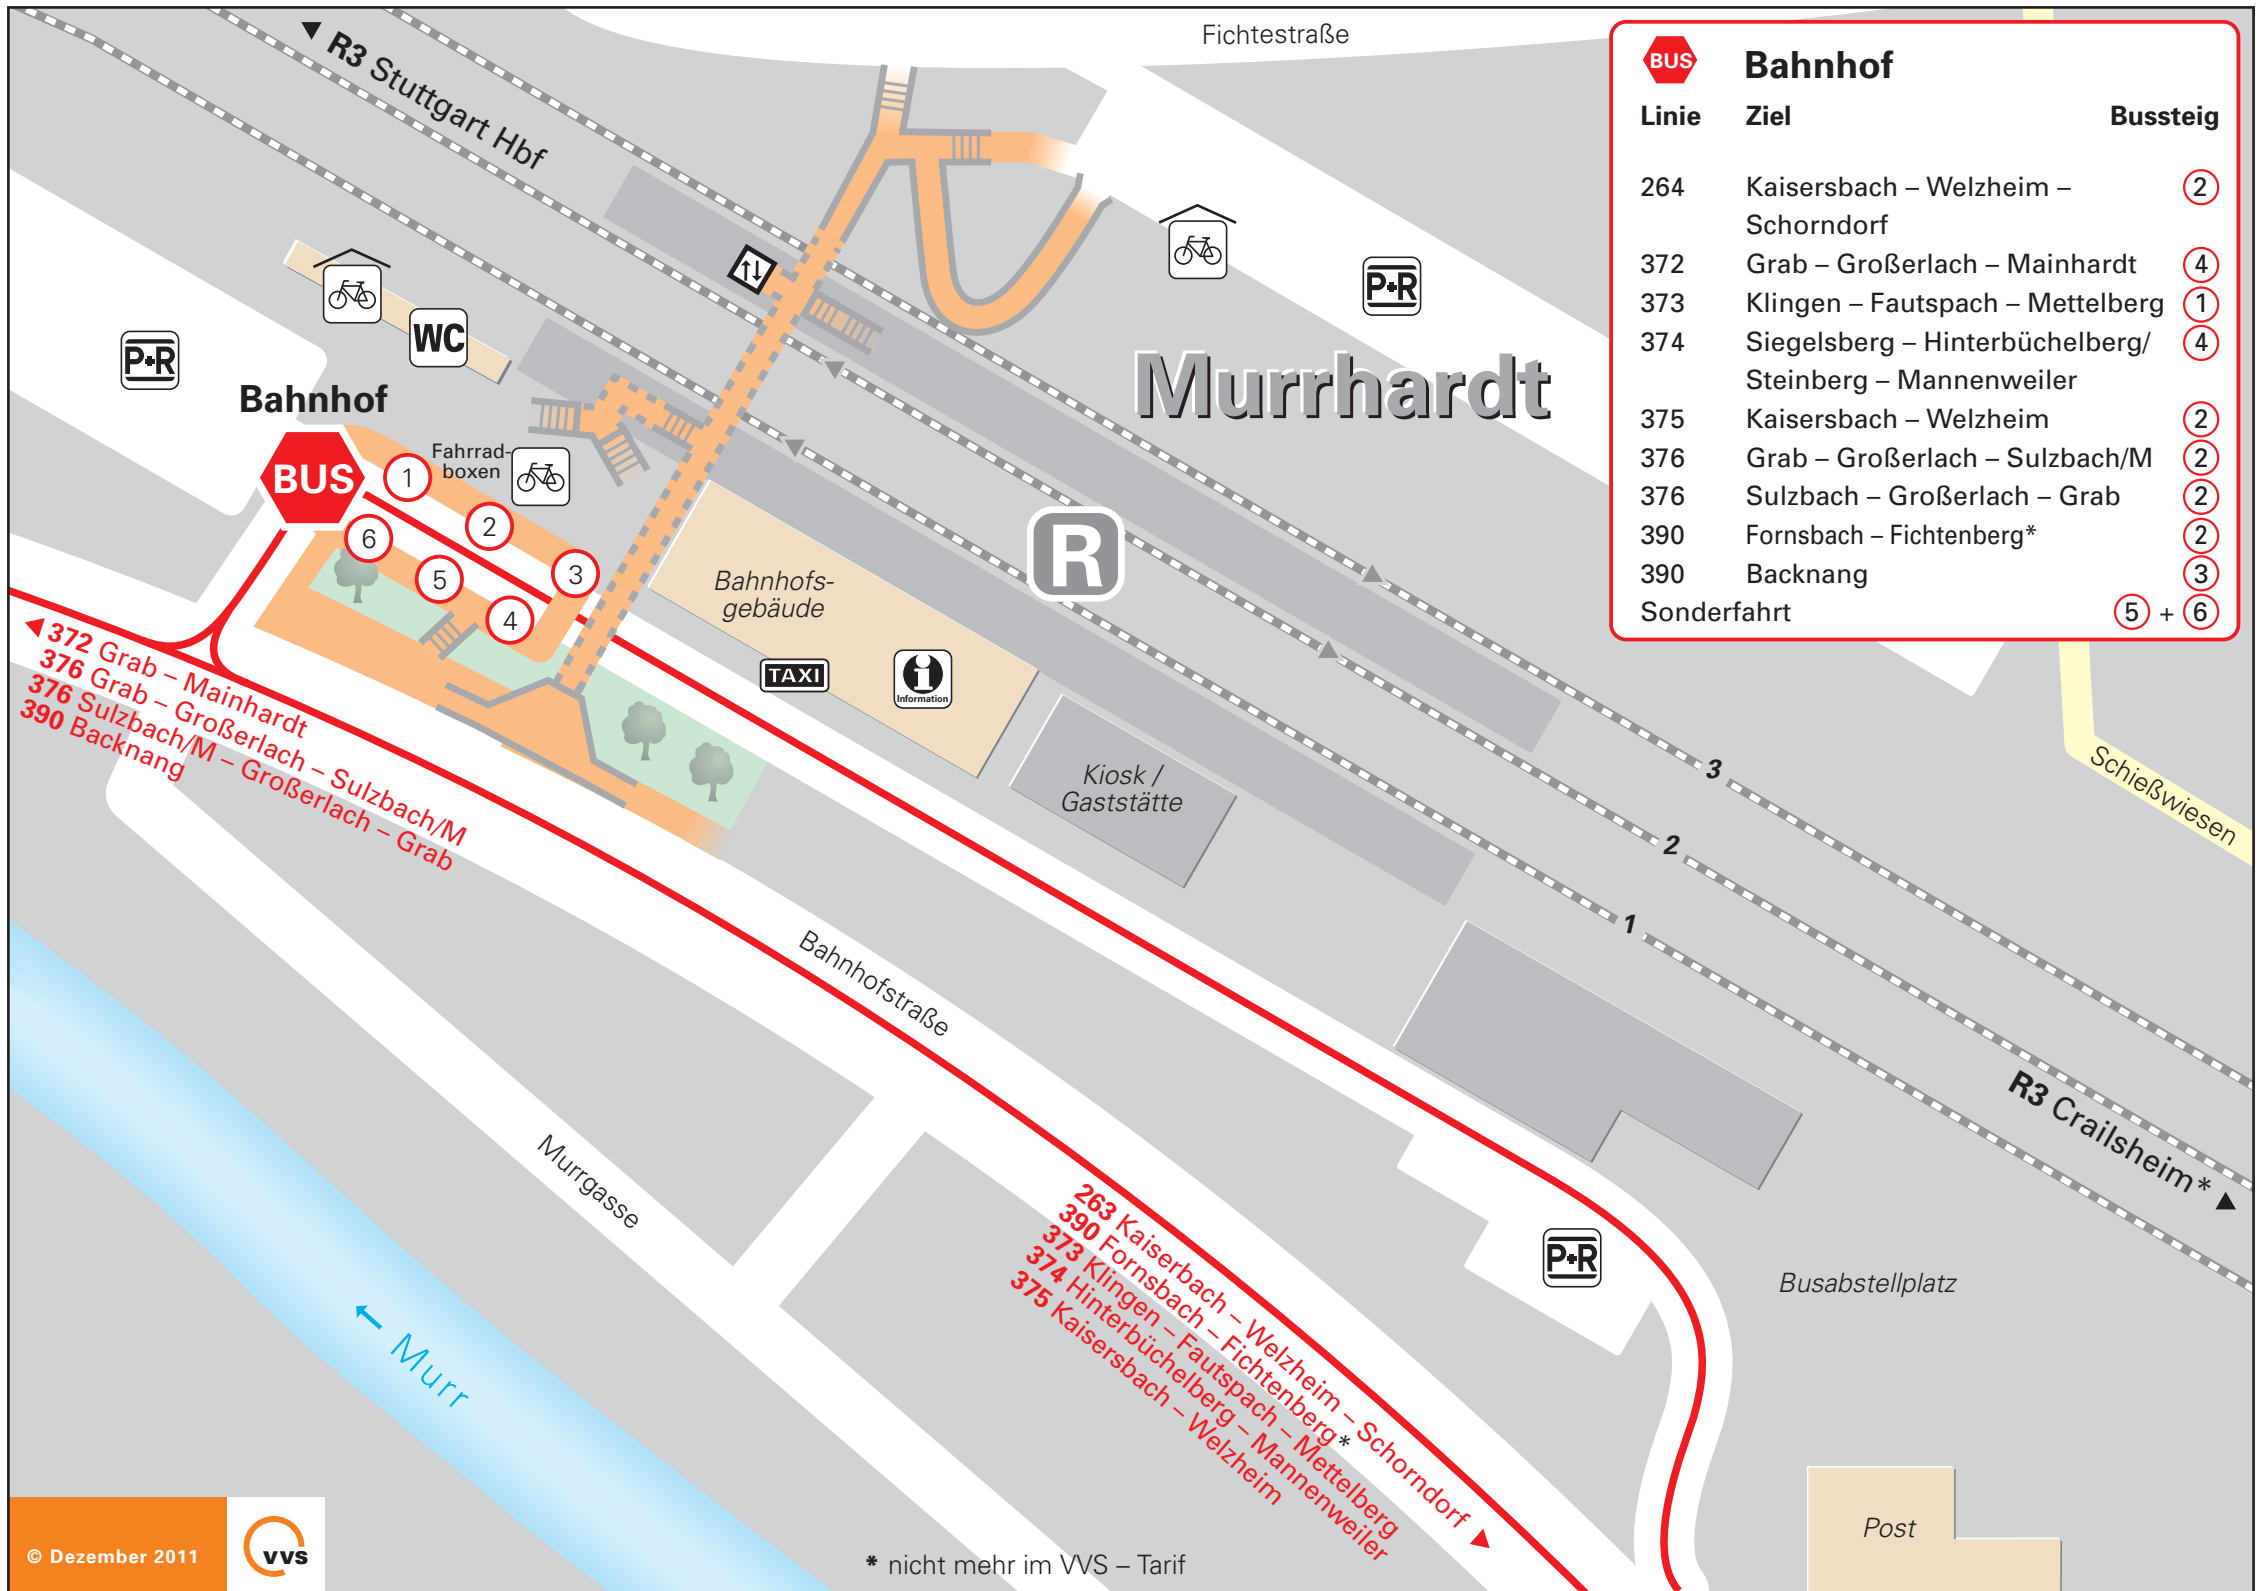 Fichtestraße
R3 Stuttgart Hbf
BUS Bahnhof
Linie Ziel Bussteig
264 Kaisersbach – Welzheim – 2
Schorndorf
372 Grab – Großerlach – Mainhardt 4
373 Klingen – Fautspach – Mettelberg 1
374 Siegelsberg – Hinterbüchelberg/ 4
Steinberg – Mannenweiler
375 Kaisersbach – Welzheim 2
376 Grab – Großerlach – Sulzbach/M 2
376 Sulzbach – Großerlach – Grab 2
390 Fornsbach – Fichtenberg* 2
390 Backnang 3
Sonderfahrt 5 + 6
P+R
WC
P+R
Murrhardt
Bahnhof
BUS
Fahrrad-
boxen
1
2
3
6
5
4
R
Bahnhofs-
gebäude
TAXI
i
Information
Kiosk /
Gaststätte
3
2
1
Schießwiesen
372 Grab – Mainhardt
376 Grab – Großerlach – Sulzbach/M
376 Sulzbach/M – Großerlach – Grab
390 Backnang
Bahnhofstraße
Murrgasse
Murr
R3 Crailsheim*
263 Kaiserbach – Welzheim – Schorndorf
390 Fornsbach – Fichtenberg*
373 Klingen – Fautspach – Mettelberg
374 Hinterbüchelberg – Mannenweiler
375 Kaisersbach – Welzheim
P+R
Busabstellplatz
Post
© Dezember 2011
VVS
* nicht mehr im VVS – Tarif